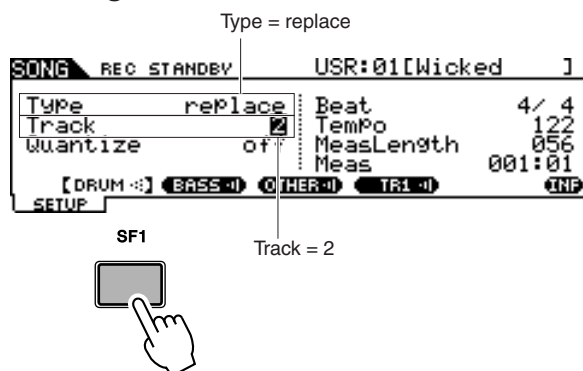 Type = replace
SONG REC STANDBY USR:01[Wicked ]
Type replace Beat 4/ 4
Track 2 Tempo 122
Quantize off MeasLength 056
Meas 001:01
[DRUM] BASS OTHER TR1 INF
SETUP
SF1
Track = 2